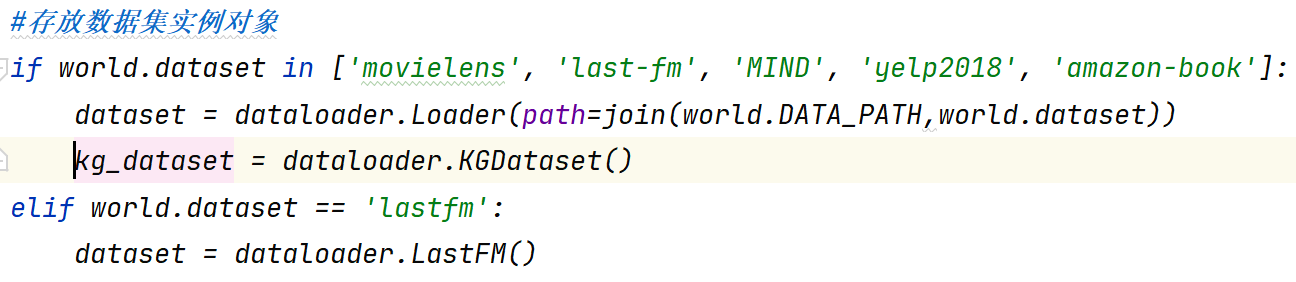 #存放数据集实例对象
if world.dataset in ['movielens', 'last-fm', 'MIND', 'yelp2018', 'amazon-book']:
    dataset = dataloader.Loader(path=join(world.DATA_PATH,world.dataset))
    kg_dataset = dataloader.KGDataset()
elif world.dataset == 'lastfm':
    dataset = dataloader.LastFM()